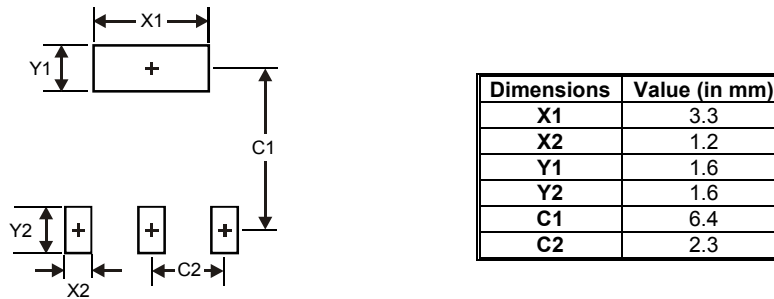 X1
Y1
C1
Y2
C2
X2
Dimensions Value (in mm)
X1 3.3
X2 1.2
Y1 1.6
Y2 1.6
C1 6.4
C2 2.3